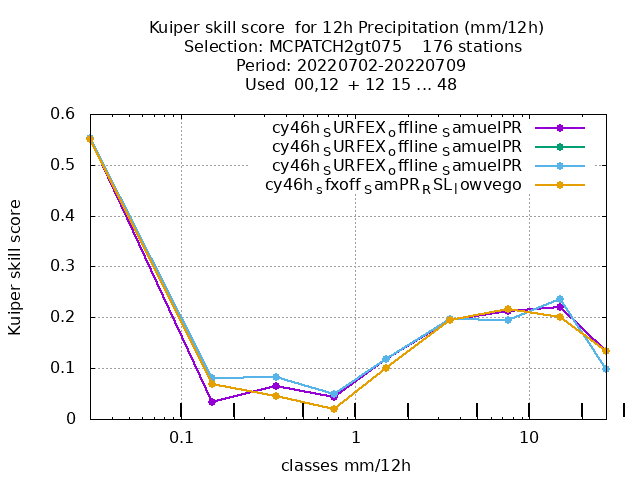 Kuiper skill score  for 12h Precipitation (mm/12h)
Selection: MCPATCH2gt075    176 stations
Period: 20220702-20220709
Used  00,12  + 12 15 ... 48
cy46h_SURFEX_offline_SamuelPR
cy46h_SURFEX_offline_SamuelPR
cy46h_SURFEX_offline_SamuelPR
cy46h_sfxoff_SamPR_RSL_lowvego
0.6
0.5
0.4
0.3
0.2
0.1
0
Kuiper skill score
0.1 1 10
classes mm/12h